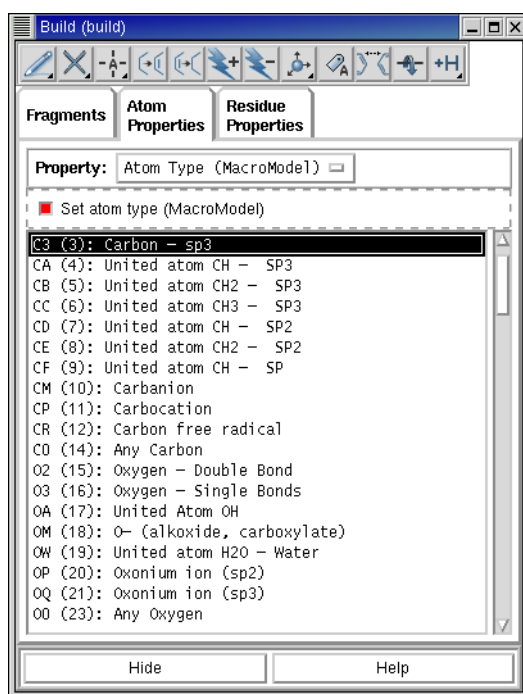 Build (build)
+H
Fragments
Atom Properties
Residue Properties
Property: Atom Type (MacroModel)
Set atom type (MacroModel)
C3 (3): Carbon – sp3
CA (4): United atom CH – SP3
CB (5): United atom CH2 – SP3
CC (6): United atom CH3 – SP3
CD (7): United atom CH – SP2
CE (8): United atom CH2 – SP2
CF (9): United atom CH – SP
CM (10): Carbanion
CP (11): Carbocation
CR (12): Carbon free radical
C0 (14): Any Carbon
O2 (15): Oxygen – Double Bond
O3 (16): Oxygen – Single Bonds
OA (17): United Atom OH
OM (18): O– (alkoxide, carboxylate)
OW (19): United atom H2O – Water
OP (20): Oxonium ion (sp2)
OQ (21): Oxonium ion (sp3)
O0 (23): Any Oxygen
Hide
Help